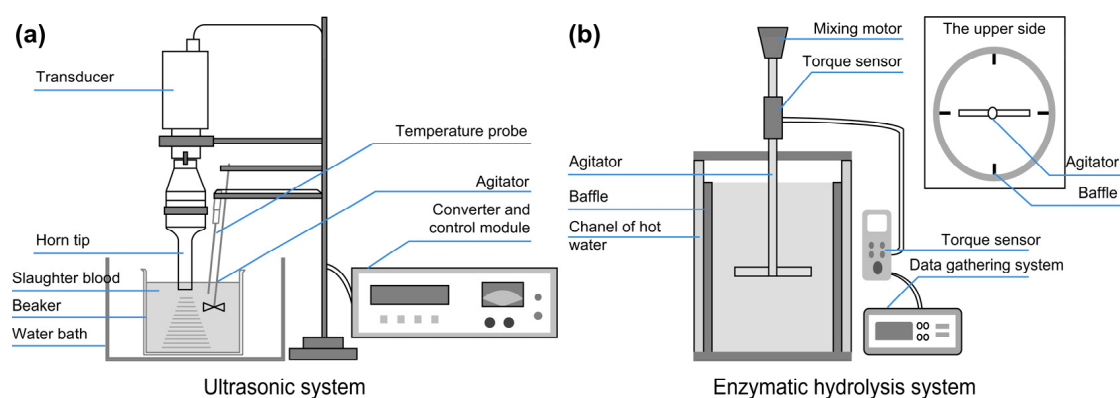 (a)
Transducer
Temperature probe
Agitator
Converter and
control module
Horn tip
Slaughter blood
Beaker
Water bath
Ultrasonic system
(b)
Mixing motor
Torque sensor
Agitator
Baffle
Chanel of hot
water
The upper side
Agitator
Baffle
Torque sensor
Data gathering system
Enzymatic hydrolysis system